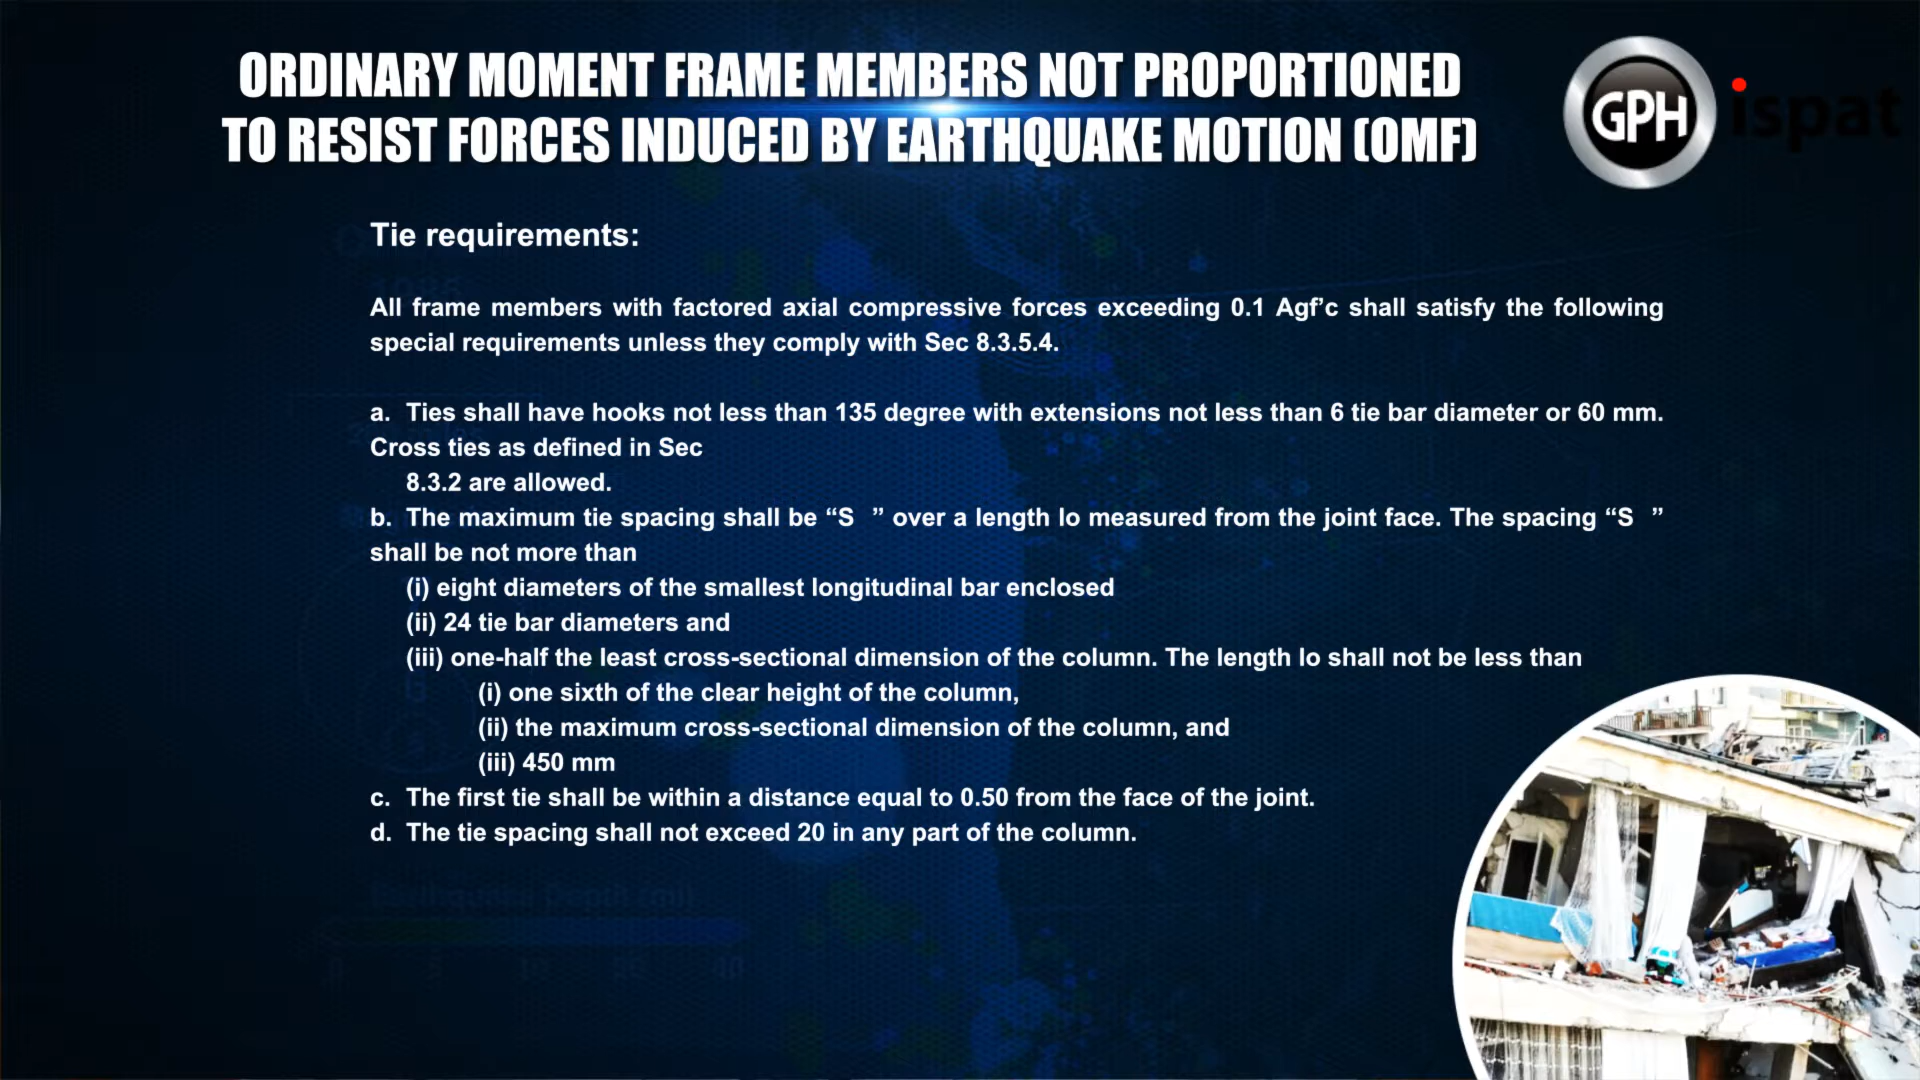 ORDINARY MOMENT FRAME MEMBERS NOT PROPORTIONED
TO RESIST FORCES INDUCED BY EARTHQUAKE MOTION (OMF)
GPH ispat
Tie requirements:
All frame members with factored axial compressive forces exceeding 0.1 Agf’c shall satisfy the following
special requirements unless they comply with Sec 8.3.5.4.
a. Ties shall have hooks not less than 135 degree with extensions not less than 6 tie bar diameter or 60 mm.
Cross ties as defined in Sec
8.3.2 are allowed.
b. The maximum tie spacing shall be “S ” over a length lo measured from the joint face. The spacing “S ”
shall be not more than
(i) eight diameters of the smallest longitudinal bar enclosed
(ii) 24 tie bar diameters and
(iii) one-half the least cross-sectional dimension of the column. The length lo shall not be less than
(i) one sixth of the clear height of the column,
(ii) the maximum cross-sectional dimension of the column, and
(iii) 450 mm
c. The first tie shall be within a distance equal to 0.50 from the face of the joint.
d. The tie spacing shall not exceed 20 in any part of the column.